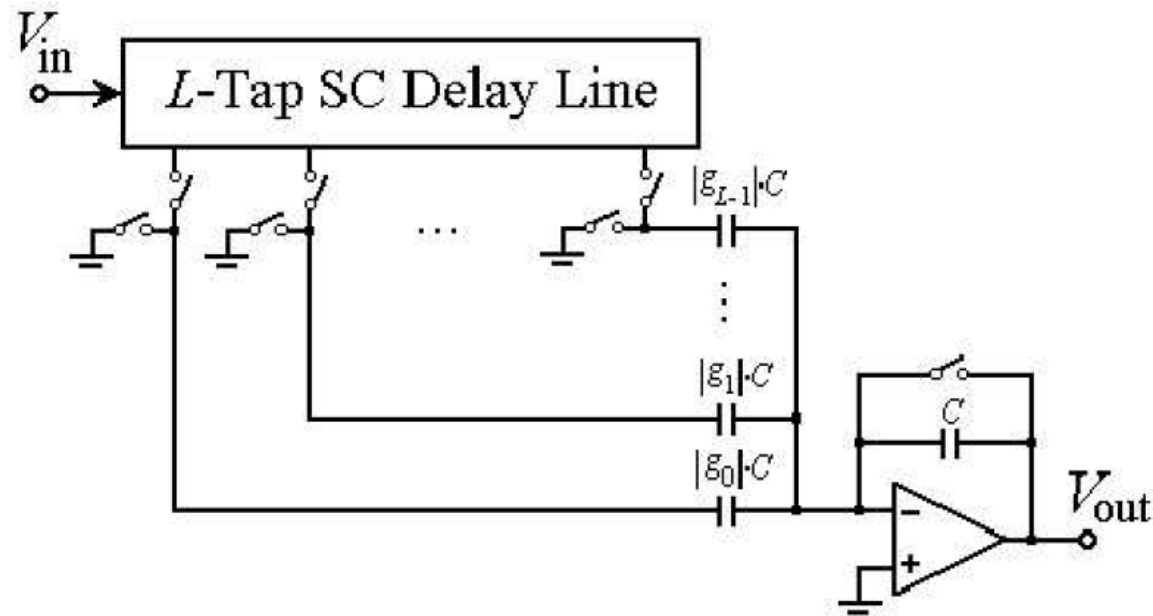 V_in
L-Tap SC Delay Line
|g_{L-1}|·C
. . .
|g_1|·C
C
|g_0|·C
−
V_out
+